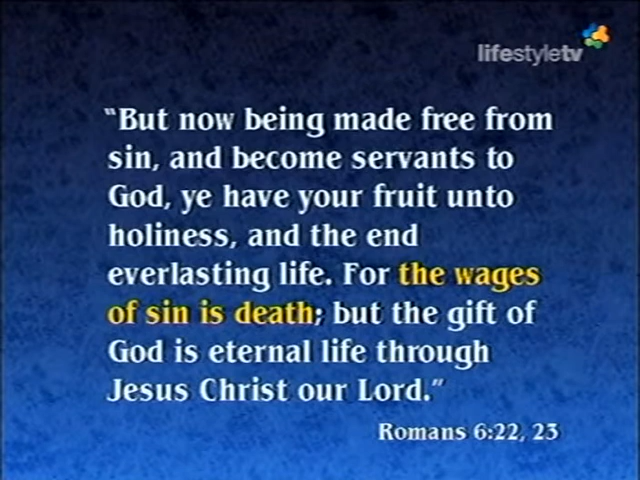 lifestyletv
“But now being made free from
sin, and become servants to
God, ye have your fruit unto
holiness, and the end
everlasting life. For the wages
of sin is death; but the gift of
God is eternal life through
Jesus Christ our Lord.”
Romans 6:22, 23